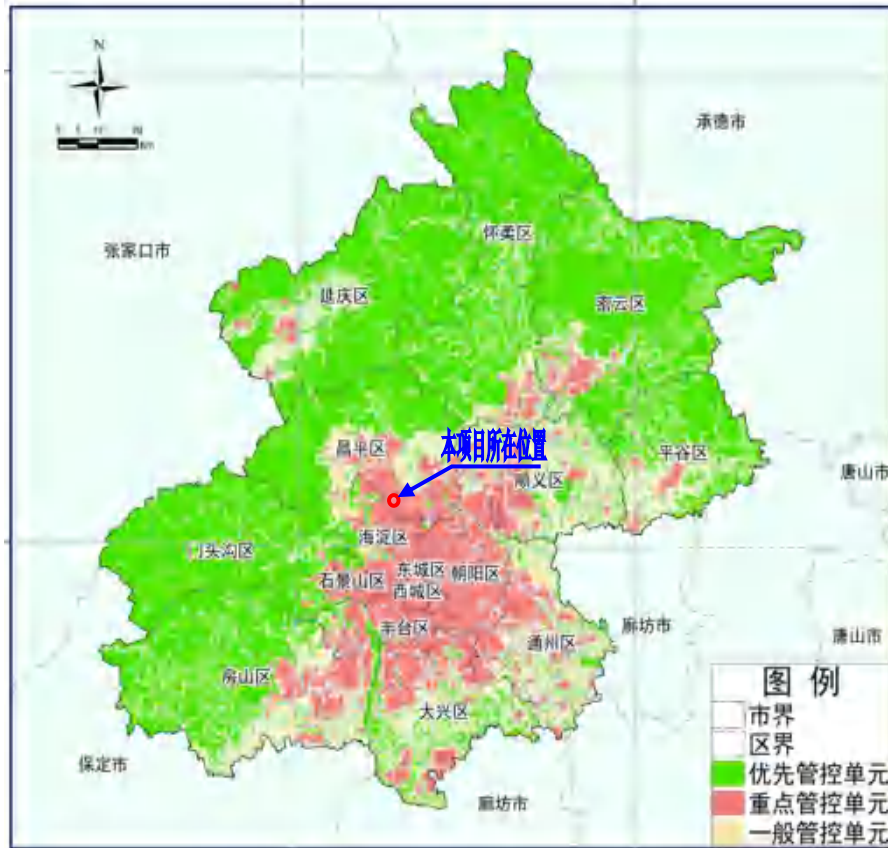 N
承德市
怀柔区
张家口市
延庆区
密云区
昌平区
本项目所在位置
平谷区
顺义区
唐山市
海淀区
门头沟区
东城区
朝阳区
石景山区
西城区
丰台区
廊坊市
通州区
唐山市
房山区
大兴区
保定市
廊坊市
图 例
市界
区界
优先管控单元
重点管控单元
一般管控单元